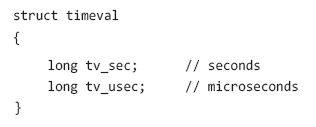 struct timeval
{
     long tv_sec;      // seconds
     long tv_usec;     // microseconds
}